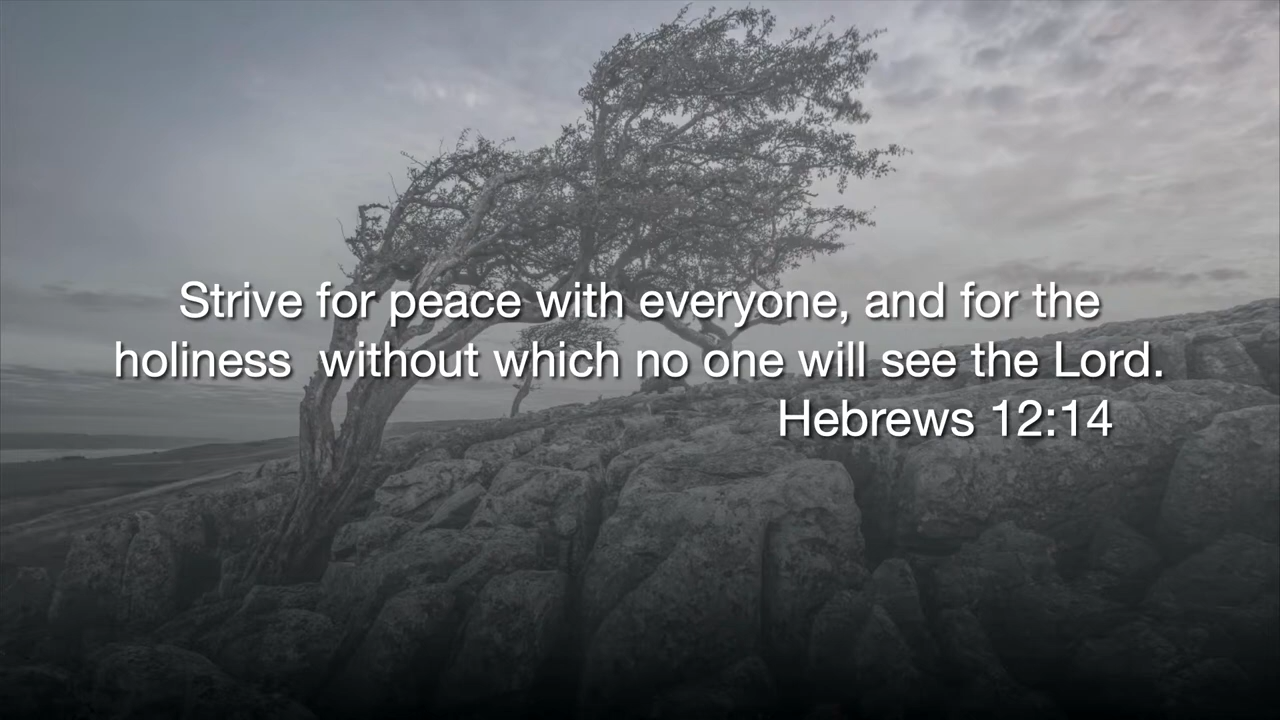 Strive for peace with everyone, and for the
holiness  without which no one will see the Lord.
Hebrews 12:14